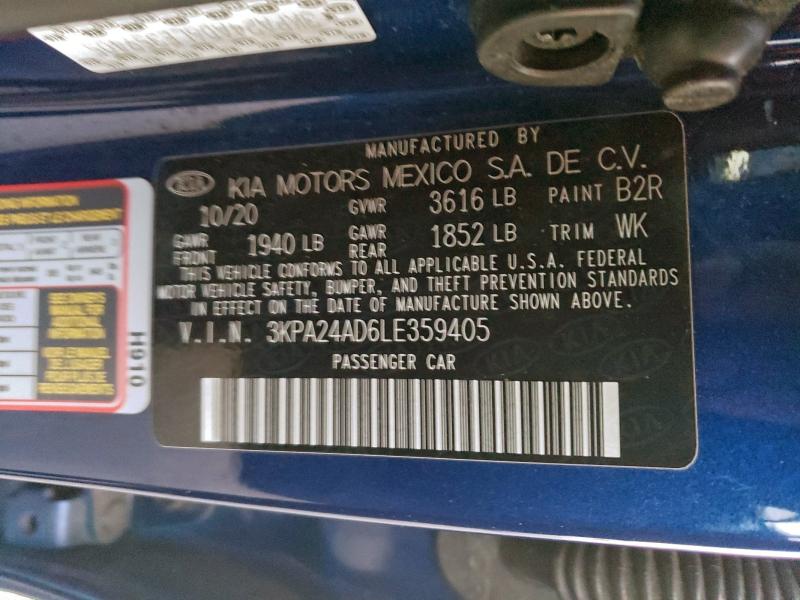 MANUFACTURED BY
KIA KIA MOTORS MEXICO S.A. DE C.V.
10/20 GVWR 3616 LB PAINT B2R
GAWR FRONT 1940 LB GAWR REAR 1852 LB TRIM WK
THIS VEHICLE CONFORMS TO ALL APPLICABLE U.S.A. FEDERAL
MOTOR VEHICLE SAFETY, BUMPER, AND THEFT PREVENTION STANDARDS
IN EFFECT ON THE DATE OF MANUFACTURE SHOWN ABOVE.
V.I.N. 3KPA24AD6LE359405
PASSENGER CAR
H910